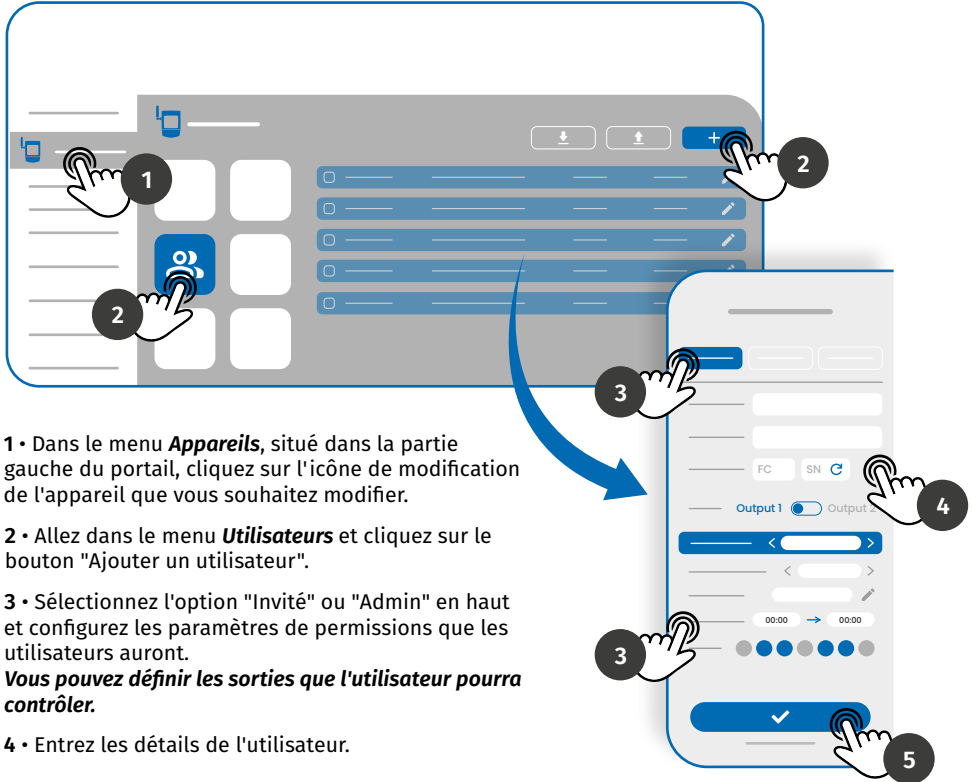 1
2
2
3
FC
SN
4
Output 1
Output 2
00:00
00:00
3
5
1 • Dans le menu Appareils, situé dans la partie
gauche du portail, cliquez sur l'icône de modification
de l'appareil que vous souhaitez modifier.
2 • Allez dans le menu Utilisateurs et cliquez sur le
bouton "Ajouter un utilisateur".
3 • Sélectionnez l'option "Invité" ou "Admin" en haut
et configurez les paramètres de permissions que les
utilisateurs auront.
Vous pouvez définir les sorties que l'utilisateur pourra
contrôler.
4 • Entrez les détails de l'utilisateur.